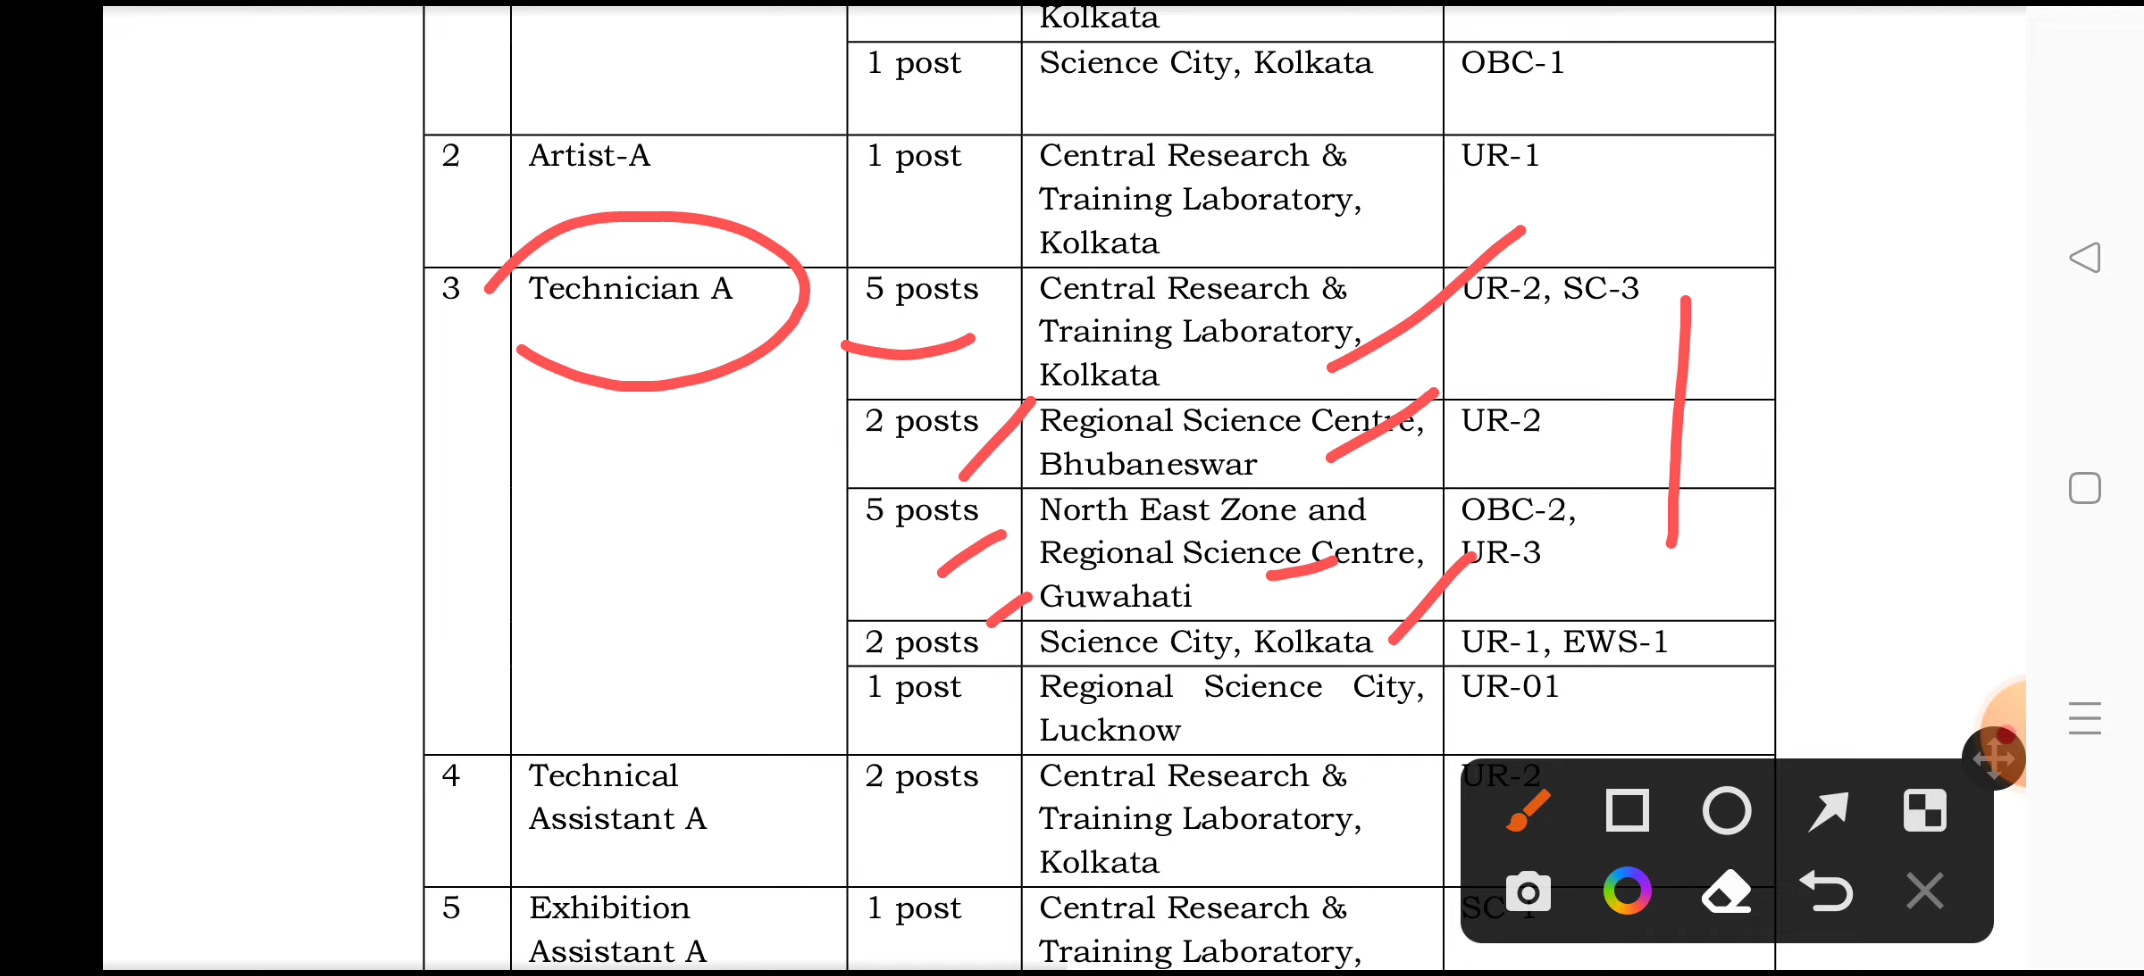 Kolkata
1 post Science City, Kolkata OBC-1
2 Artist-A 1 post Central Research & UR-1
Training Laboratory,
Kolkata
3 Technician A 5 posts Central Research & UR-2, SC-3
Training Laboratory,
Kolkata
2 posts Regional Science Centre, UR-2
Bhubaneswar
5 posts North East Zone and OBC-2,
Regional Science Centre, UR-3
Guwahati
2 posts Science City, Kolkata UR-1, EWS-1
1 post Regional Science City, UR-01
Lucknow
4 Technical 2 posts Central Research & UR-2
Assistant A Training Laboratory,
Kolkata
5 Exhibition 1 post Central Research & SC-1
Assistant A Training Laboratory,